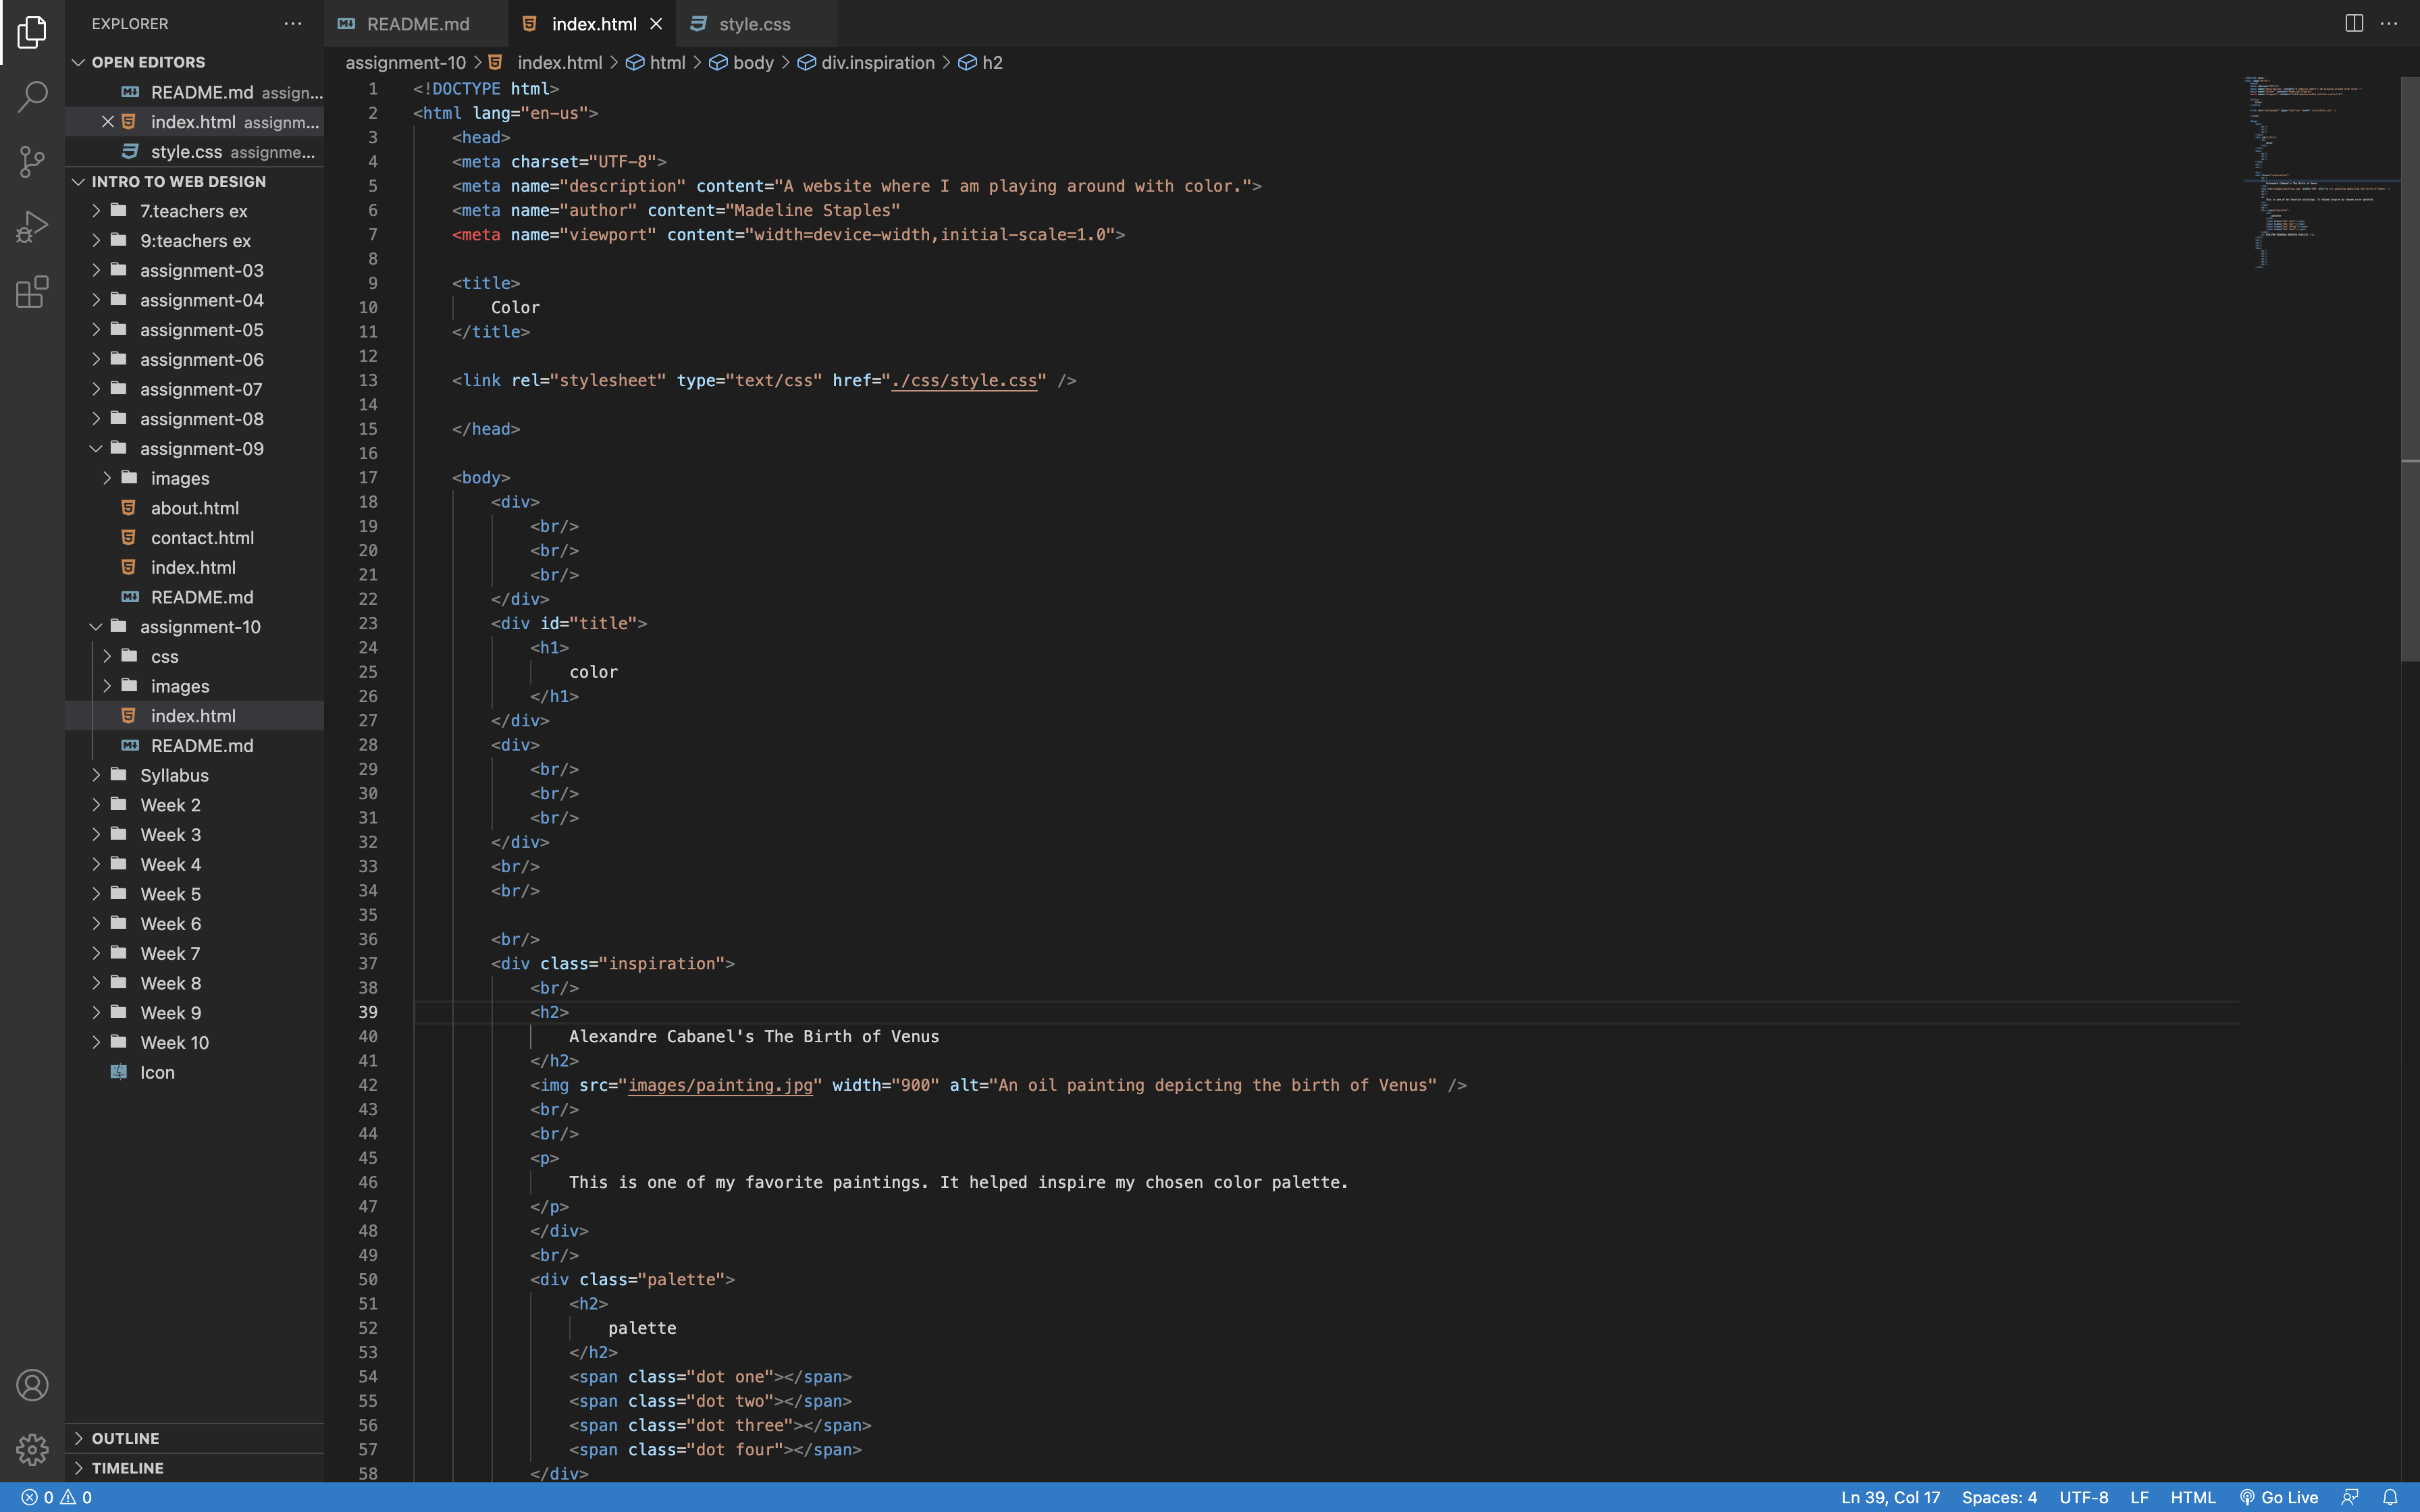 EXPLORER
README.md
index.html
style.css
OPEN EDITORS
README.md assign...
index.html assignm...
style.css assignme...
INTRO TO WEB DESIGN
7.teachers ex
9:teachers ex
assignment-03
assignment-04
assignment-05
assignment-06
assignment-07
assignment-08
assignment-09
images
about.html
contact.html
index.html
README.md
assignment-10
css
images
index.html
README.md
Syllabus
Week 2
Week 3
Week 4
Week 5
Week 6
Week 7
Week 8
Week 9
Week 10
Icon
OUTLINE
TIMELINE
assignment-10 > index.html > html > body > div.inspiration > h2
1 <!DOCTYPE html>
2 <html lang="en-us">
3 <head>
4 <meta charset="UTF-8">
5 <meta name="description" content="A website where I am playing around with color.">
6 <meta name="author" content="Madeline Staples"
7 <meta name="viewport" content="width=device-width,initial-scale=1.0">
8
9 <title>
10 Color
11 </title>
12
13 <link rel="stylesheet" type="text/css" href="./css/style.css" />
14
15 </head>
16
17 <body>
18 <div>
19 <br/>
20 <br/>
21 <br/>
22 </div>
23 <div id="title">
24 <h1>
25 color
26 </h1>
27 </div>
28 <div>
29 <br/>
30 <br/>
31 <br/>
32 </div>
33 <br/>
34 <br/>
35
36 <br/>
37 <div class="inspiration">
38 <br/>
39 <h2>
40 Alexandre Cabanel's The Birth of Venus
41 </h2>
42 <img src="images/painting.jpg" width="900" alt="An oil painting depicting the birth of Venus" />
43 <br/>
44 <br/>
45 <p>
46 This is one of my favorite paintings. It helped inspire my chosen color palette.
47 </p>
48 </div>
49 <br/>
50 <div class="palette">
51 <h2>
52 palette
53 </h2>
54 <span class="dot one"></span>
55 <span class="dot two"></span>
56 <span class="dot three"></span>
57 <span class="dot four"></span>
58 </div>
0 0
Ln 39, Col 17 Spaces: 4 UTF-8 LF HTML Go Live